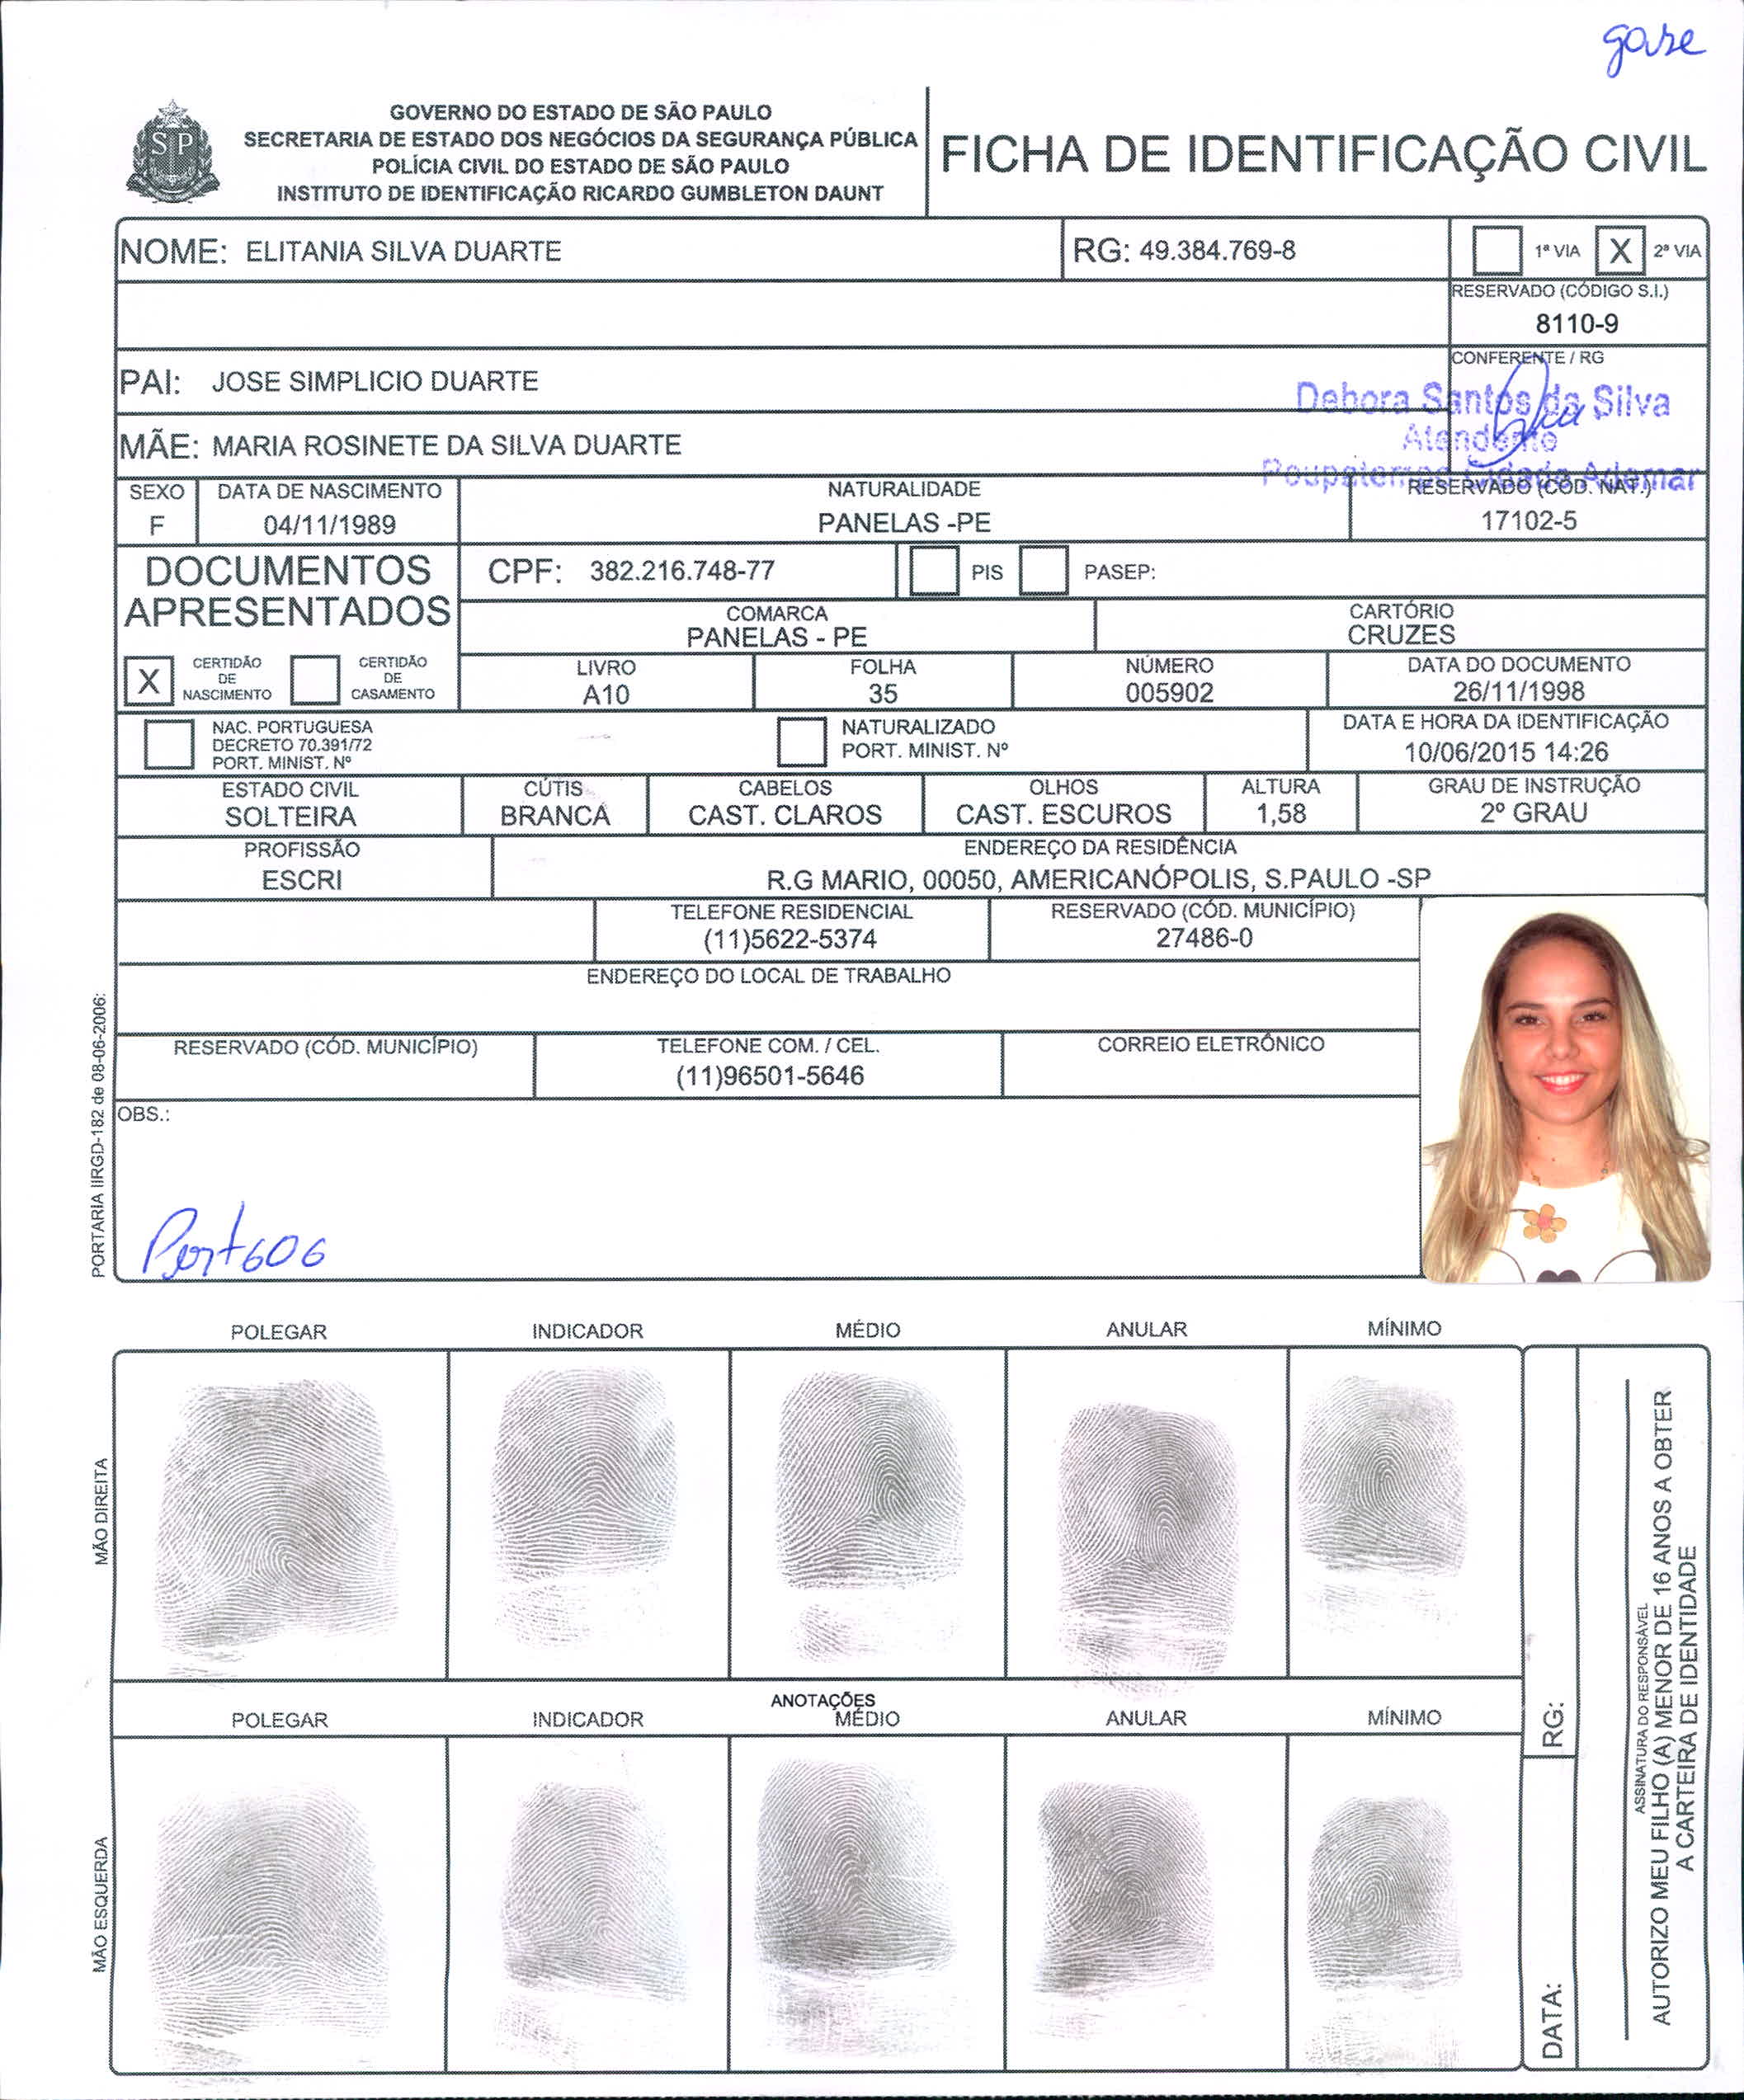 gare
GOVERNO DO ESTADO DE SÃO PAULO
SECRETARIA DE ESTADO DOS NEGÓCIOS DA SEGURANÇA PÚBLICA
POLÍCIA CIVIL DO ESTADO DE SÃO PAULO
INSTITUTO DE IDENTIFICAÇÃO RICARDO GUMBLETON DAUNT
SP
FICHA DE IDENTIFICAÇÃO CIVIL
NOME: ELITANIA SILVA DUARTE RG: 49.384.769-8 1ª VIA X 2ª VIA
RESERVADO (CÓDIGO S.I.)
8110-9
CONFERENTE / RG
PAI: JOSE SIMPLICIO DUARTE
Debora Santos da Silva
Atendente
Poupatempo Cidade Ademar
MÃE: MARIA ROSINETE DA SILVA DUARTE
SEXO DATA DE NASCIMENTO NATURALIDADE RESERVADO (CÓD. NAT.)
F 04/11/1989 PANELAS -PE 17102-5
DOCUMENTOS
APRESENTADOS
CPF: 382.216.748-77 PIS PASEP:
COMARCA CARTÓRIO
PANELAS - PE CRUZES
X CERTIDÃO DE NASCIMENTO CERTIDÃO DE CASAMENTO
LIVRO FOLHA NÚMERO DATA DO DOCUMENTO
A10 35 005902 26/11/1998
NAC. PORTUGUESA
DECRETO 70.391/72
PORT. MINIST. Nº
NATURALIZADO
PORT. MINIST. Nº
DATA E HORA DA IDENTIFICAÇÃO
10/06/2015 14:26
ESTADO CIVIL CÚTIS CABELOS OLHOS ALTURA GRAU DE INSTRUÇÃO
SOLTEIRA BRANCA CAST. CLAROS CAST. ESCUROS 1,58 2º GRAU
PROFISSÃO ENDEREÇO DA RESIDÊNCIA
ESCRI R.G MARIO, 00050, AMERICANÓPOLIS, S.PAULO -SP
TELEFONE RESIDENCIAL RESERVADO (CÓD. MUNICÍPIO)
(11)5622-5374 27486-0
ENDEREÇO DO LOCAL DE TRABALHO
RESERVADO (CÓD. MUNICÍPIO) TELEFONE COM. / CEL. CORREIO ELETRÔNICO
(11)96501-5646
OBS.:
Port606
PORTARIA IIRGD-182 de 08-06-2006:
POLEGAR INDICADOR MÉDIO ANULAR MÍNIMO
MÃO DIREITA
ANOTAÇÕES
POLEGAR INDICADOR MÉDIO ANULAR MÍNIMO
MÃO ESQUERDA
RG:
DATA:
ASSINATURA DO RESPONSÁVEL
AUTORIZO MEU FILHO (A) MENOR DE 16 ANOS A OBTER
A CARTEIRA DE IDENTIDADE